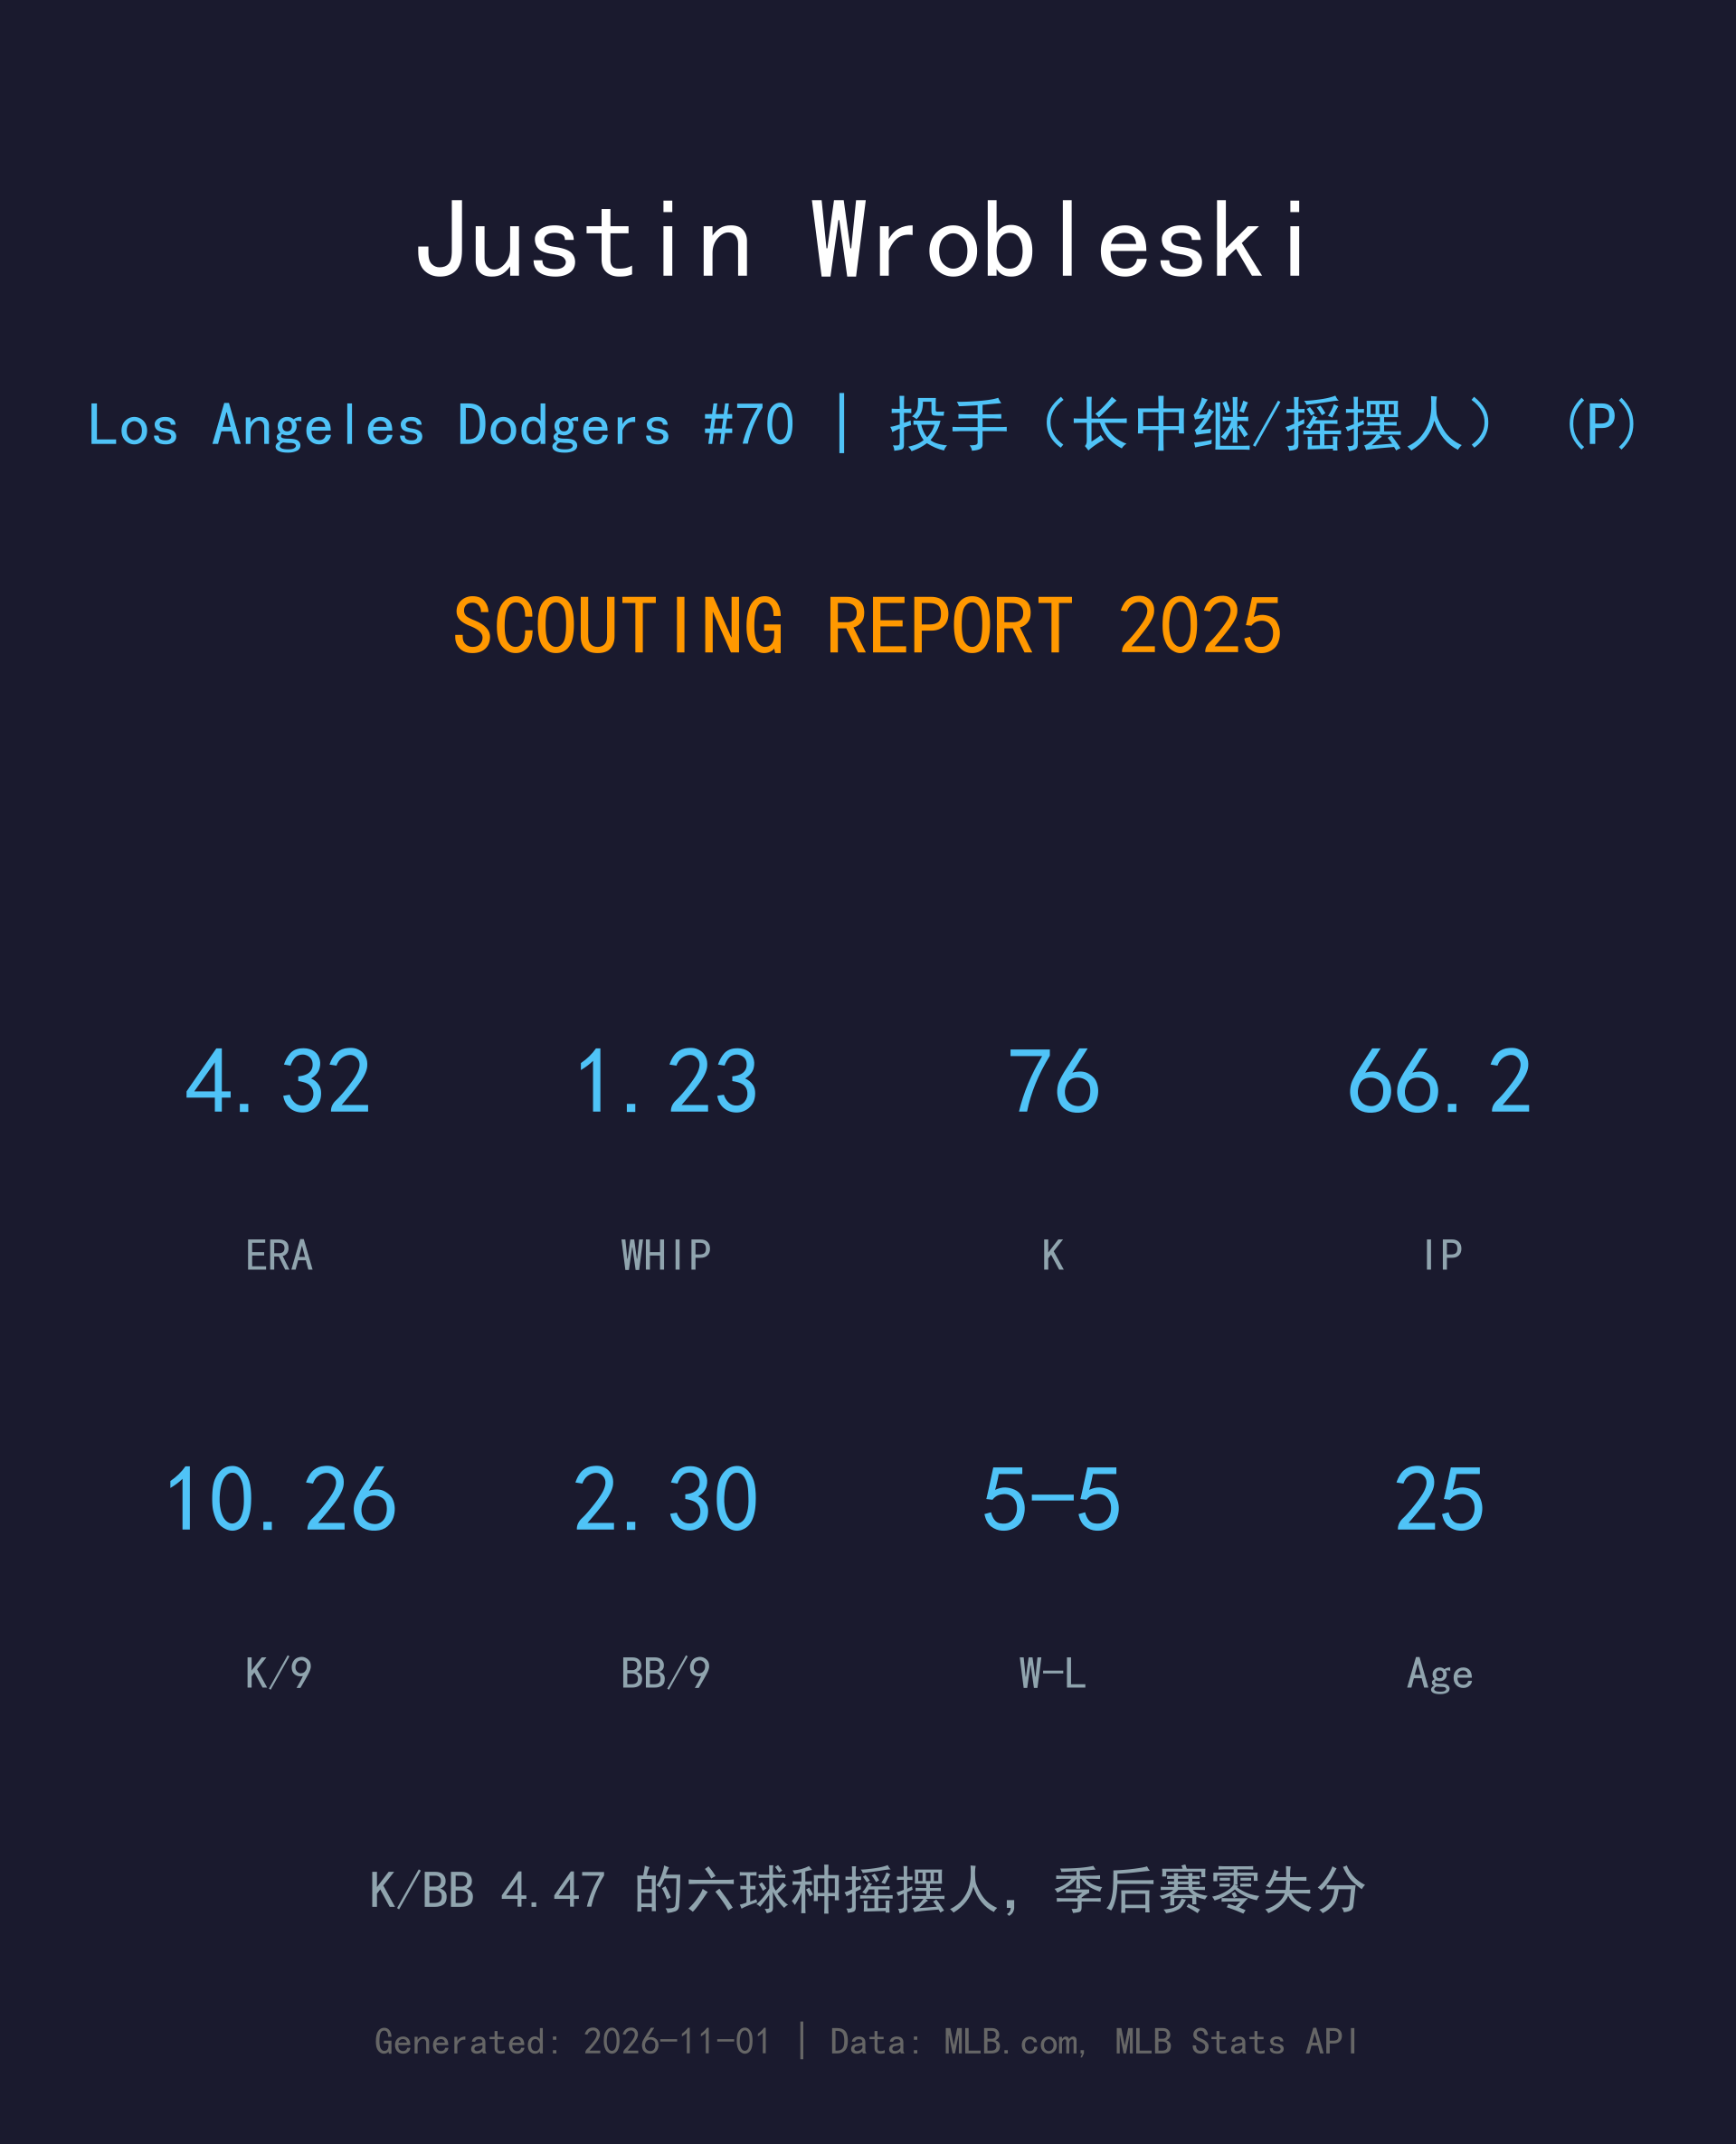 Justin Wrobleski
Los Angeles Dodgers #70 | 投手（长中继/摇摆人）（P）
SCOUTING REPORT 2025
4.32 1.23 76 66.2
ERA WHIP K IP
10.26 2.30 5-5 25
K/9 BB/9 W-L Age
K/BB 4.47 的六球种摇摆人，季后赛零失分
Generated: 2026-11-01 | Data: MLB.com, MLB Stats API